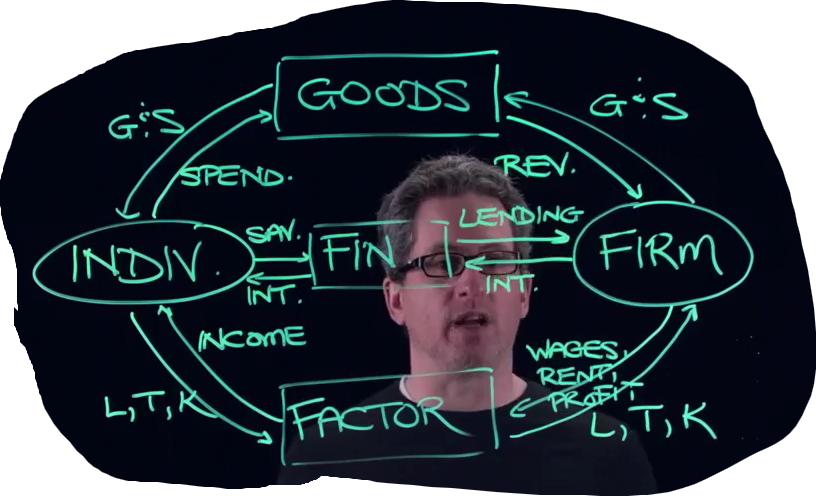 GOODS
G&S
G&S
SPEND.
REV.
LENDING
SAV.
INDIV.
FIN
FIRM
INT.
INT.
INCOME
WAGES,
RENT,
PROFIT
L,T,K
FACTOR
L,T,K